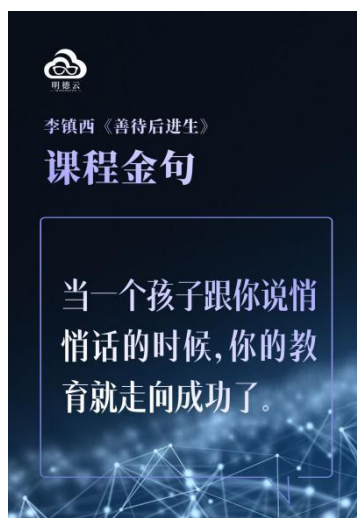 明德云
李镇西《善待后进生》
课程金句
当一个孩子跟你说悄
悄话的时候,你的教
育就走向成功了。